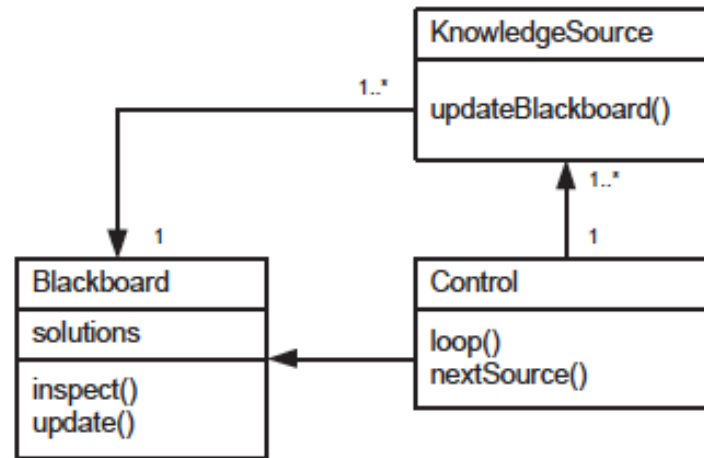 KnowledgeSource
updateBlackboard()
1..*
1..*
1
1
Blackboard
solutions
inspect()
update()
Control
loop()
nextSource()